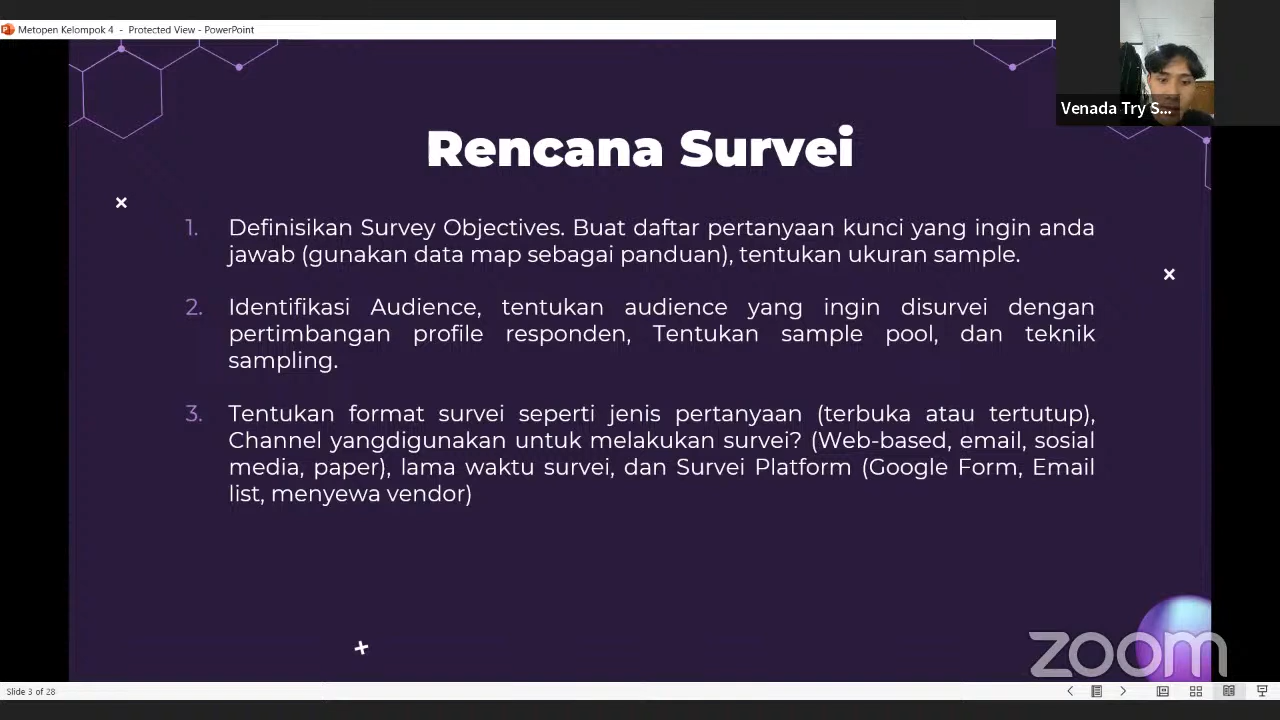 Metopen Kelompok 4 - Protected View - PowerPoint
Venada Try S...
Rencana Survei
1. Definisikan Survey Objectives. Buat daftar pertanyaan kunci yang ingin anda
jawab (gunakan data map sebagai panduan), tentukan ukuran sample.
2. Identifikasi Audience, tentukan audience yang ingin disurvei dengan
pertimbangan profile responden, Tentukan sample pool, dan teknik
sampling.
3. Tentukan format survei seperti jenis pertanyaan (terbuka atau tertutup),
Channel yangdigunakan untuk melakukan survei? (Web-based, email, sosial
media, paper), lama waktu survei, dan Survei Platform (Google Form, Email
list, menyewa vendor)
zoom
Slide 3 of 28